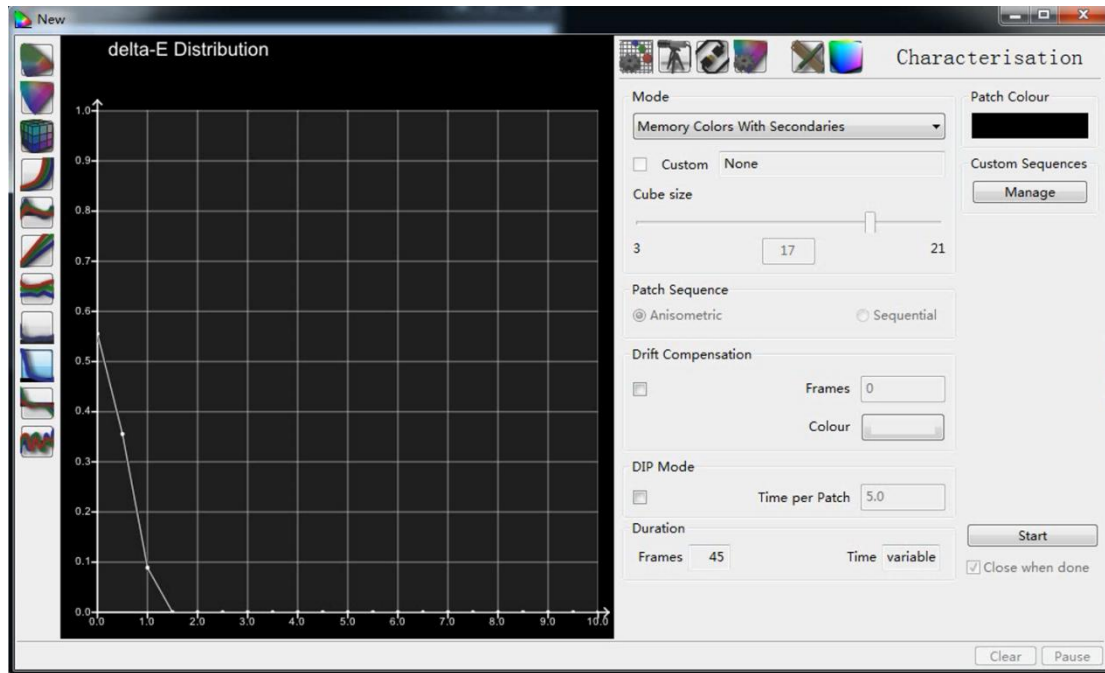 New
delta-E Distribution
1.0
0.9
0.8
0.7
0.6
0.5
0.4
0.3
0.2
0.1
0.0
0.0 1.0 2.0 3.0 4.0 5.0 6.0 7.0 8.0 9.0 10.0
Characterisation
Mode
Memory Colors With Secondaries
Custom None
Cube size
3 17 21
Patch Sequence
Anisometric Sequential
Drift Compensation
Frames 0
Colour
DIP Mode
Time per Patch 5.0
Duration
Frames 45 Time variable
Patch Colour
Custom Sequences
Manage
Start
Close when done
Clear Pause